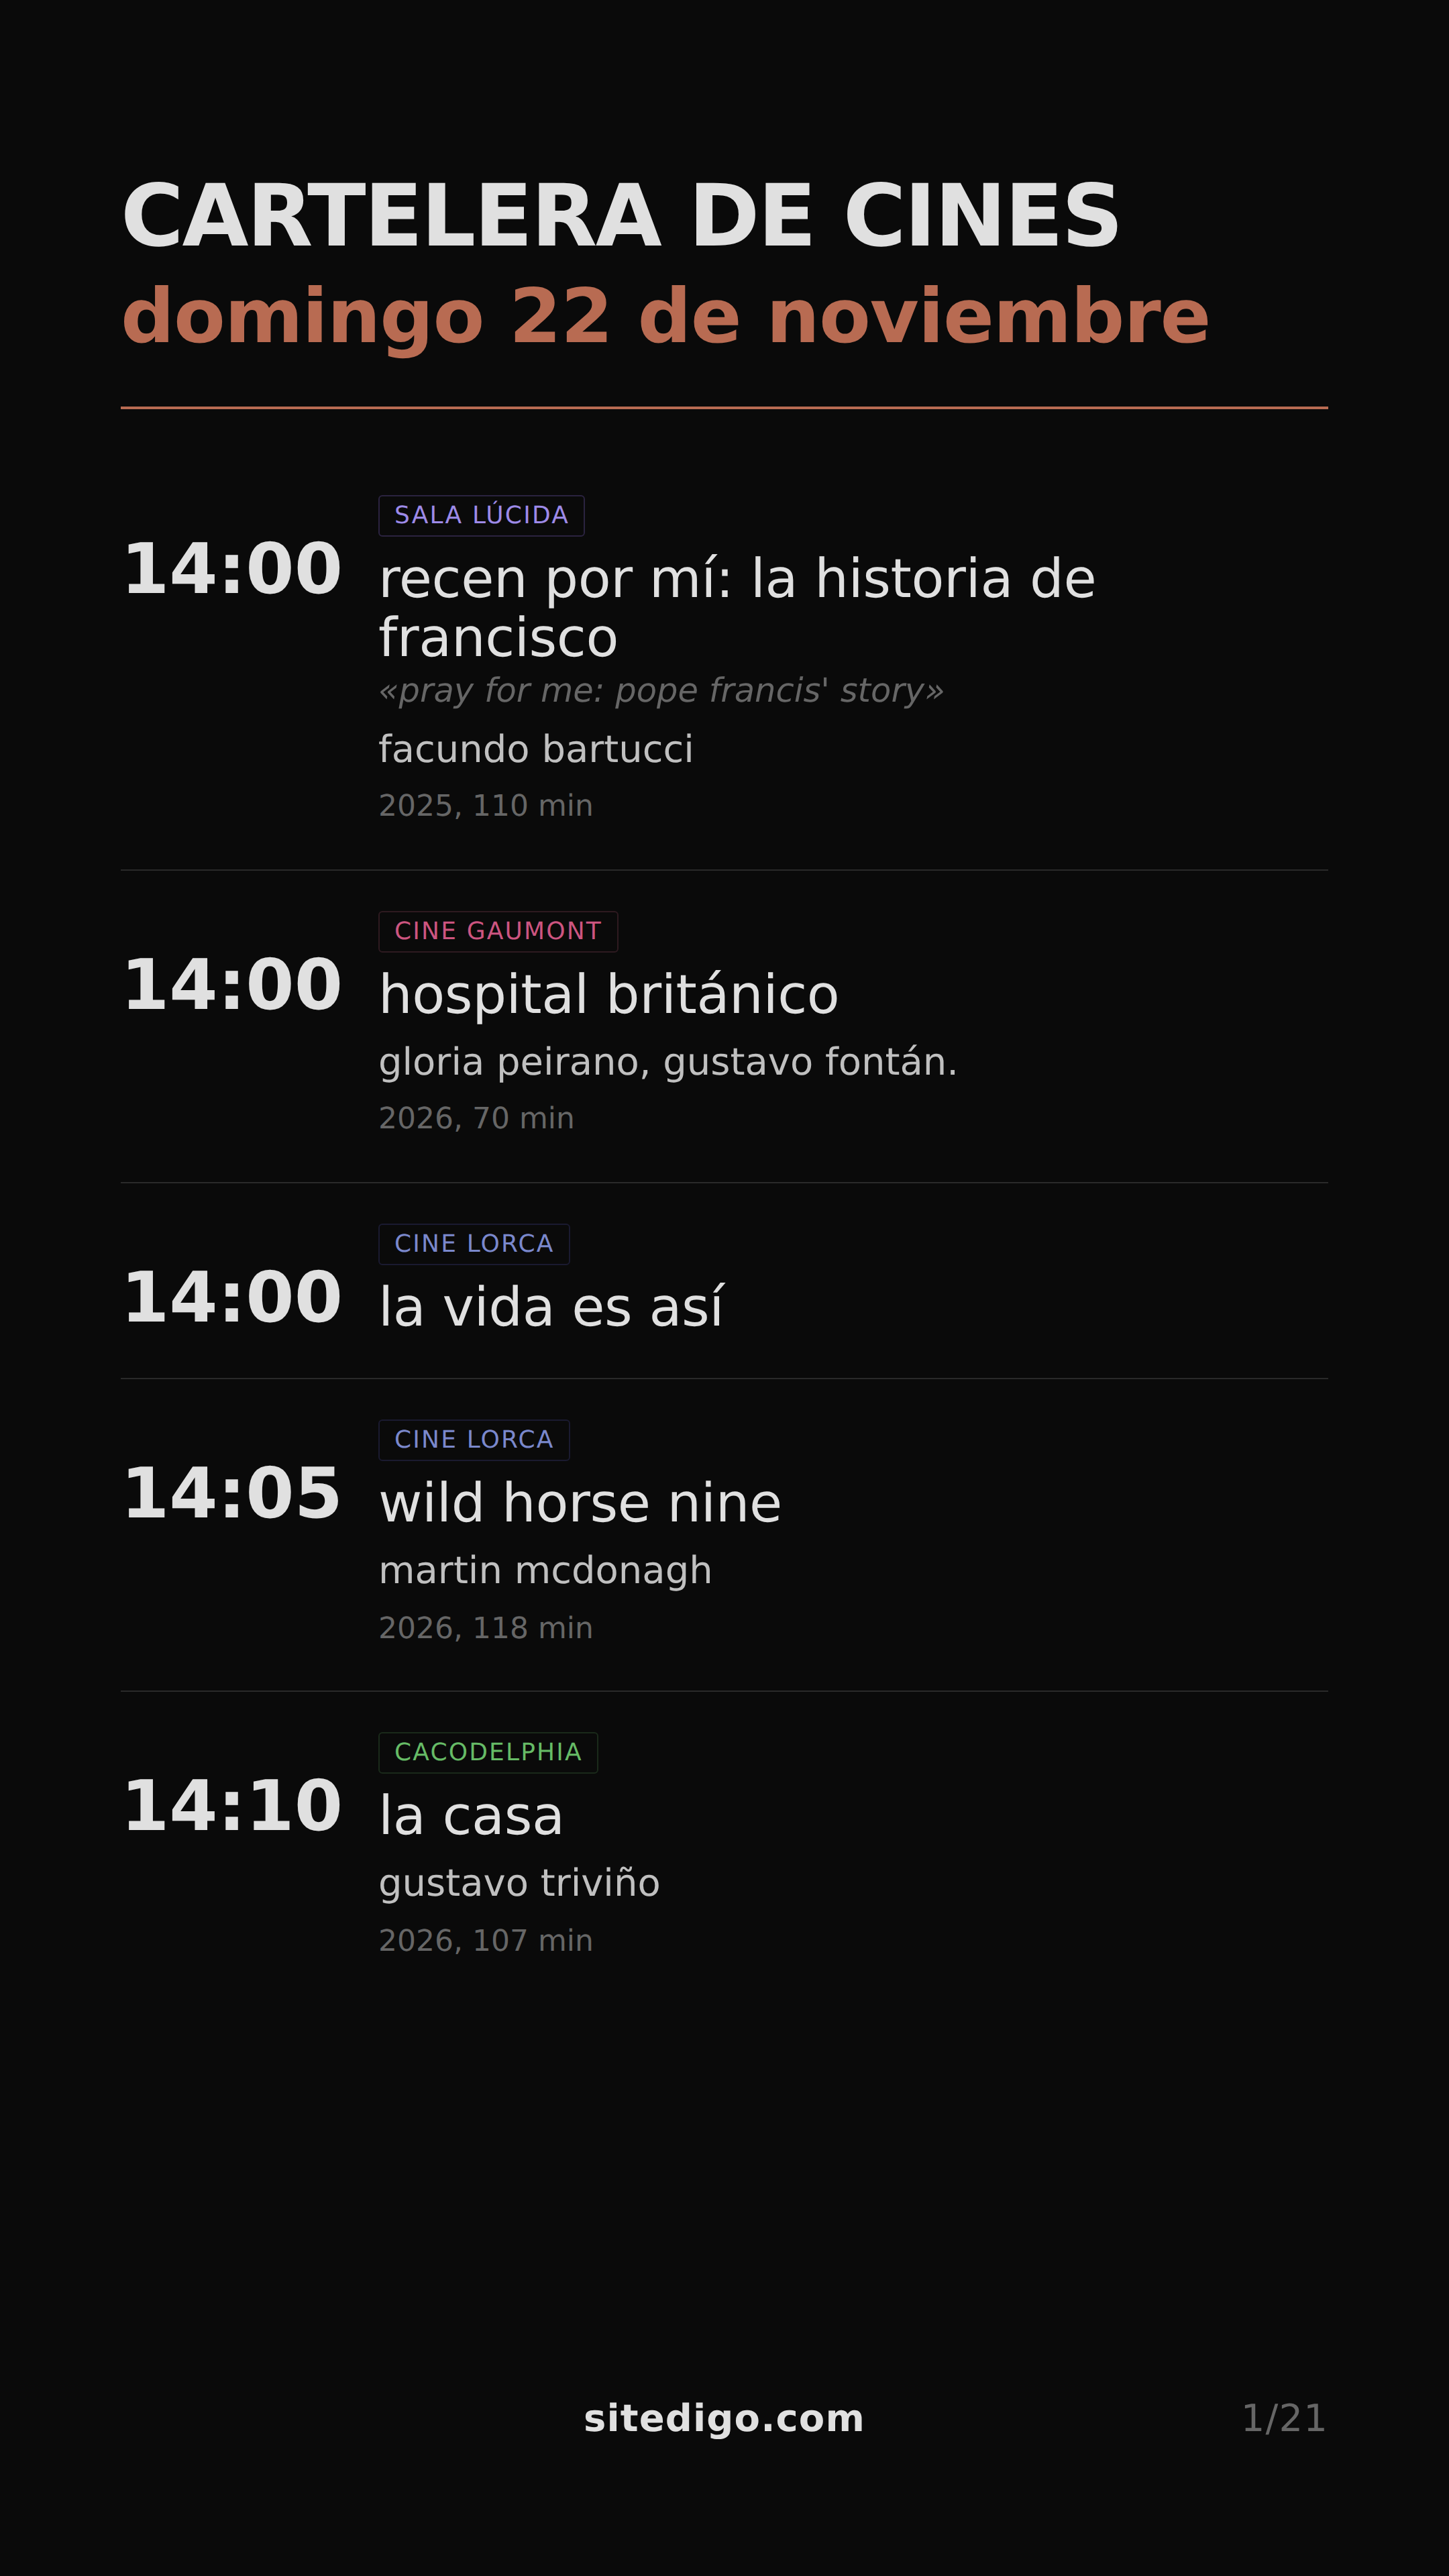 CARTELERA DE CINES
domingo 22 de noviembre
SALA LÚCIDA
14:00
recen por mí: la historia de
francisco
«pray for me: pope francis' story»
facundo bartucci
2025, 110 min
CINE GAUMONT
14:00
hospital británico
gloria peirano, gustavo fontán.
2026, 70 min
CINE LORCA
14:00
la vida es así
CINE LORCA
14:05
wild horse nine
martin mcdonagh
2026, 118 min
CACODELPHIA
14:10
la casa
gustavo triviño
2026, 107 min
sitedigo.com
1/21